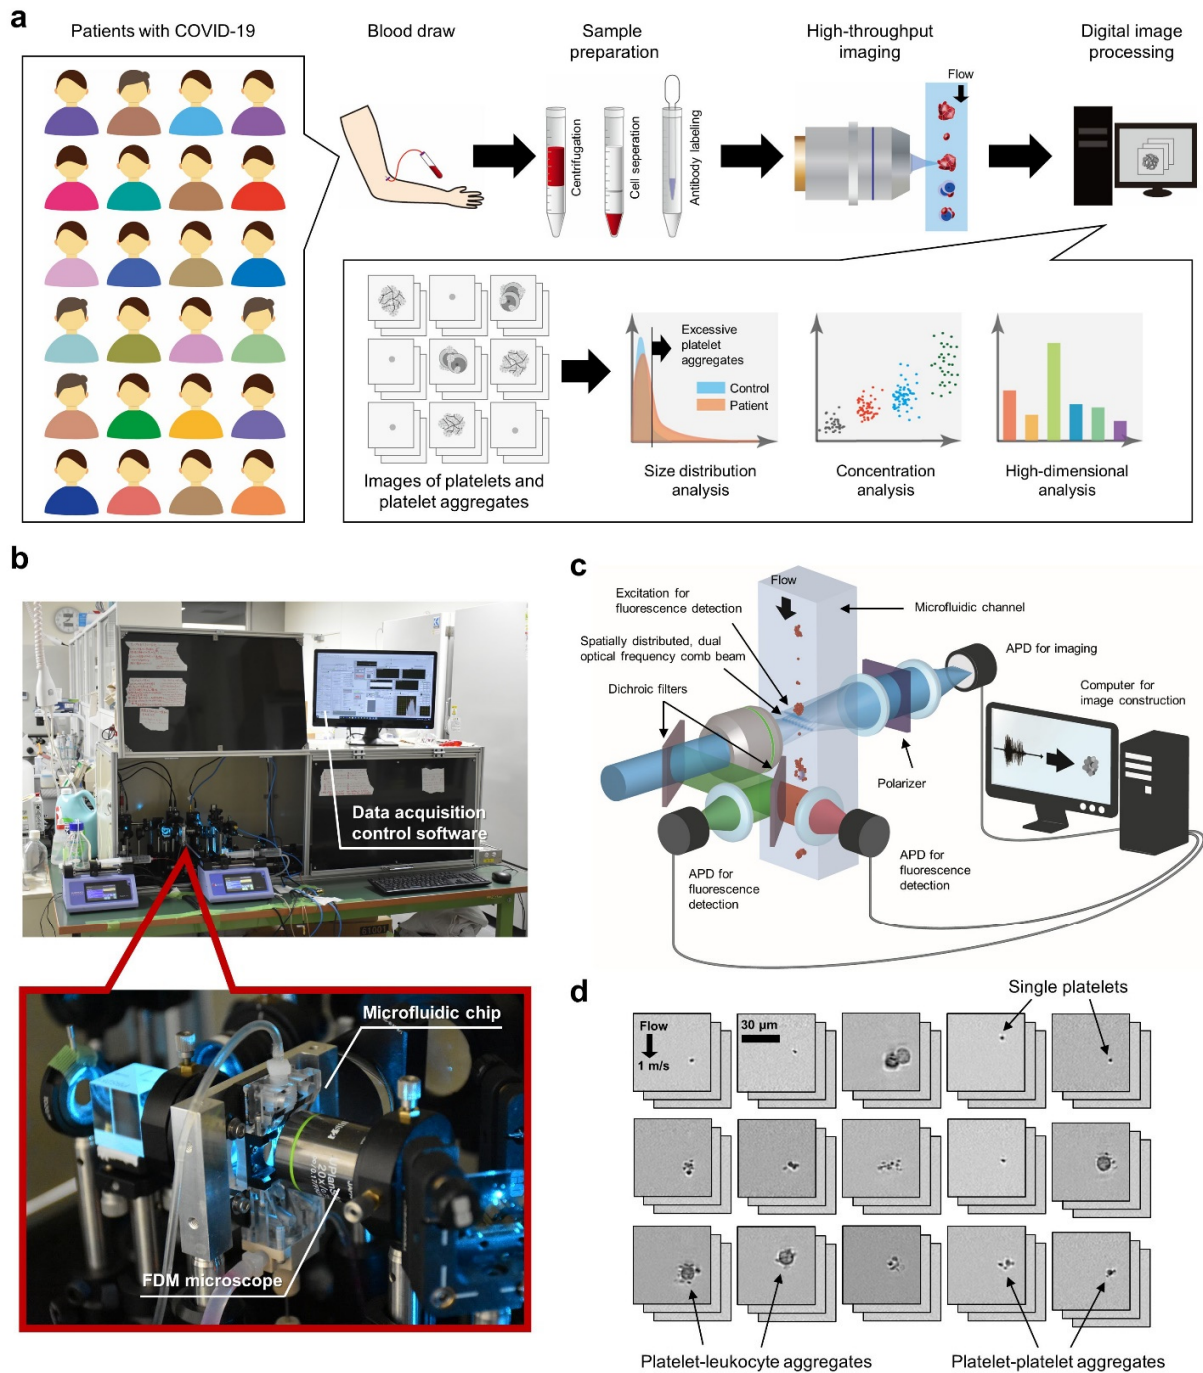 a
Patients with COVID-19
Blood draw
Sample
preparation
High-throughput
imaging
Digital image
processing
Centrifugation
Cell seperation
Antibody labeling
Flow
Images of platelets and
platelet aggregates
Excessive
platelet
aggregates
Control
Patient
Size distribution
analysis
Concentration
analysis
High-dimensional
analysis
b
Data acquisition
control software
Microfluidic chip
20x
FDM microscope
c
Flow
Excitation for
fluorescence detection
Spatially distributed, dual
optical frequency comb beam
Dichroic filters
Microfluidic channel
APD for imaging
Computer for
image construction
Polarizer
APD for
fluorescence
detection
APD for
fluorescence
detection
d
Single platelets
Flow
1 m/s
30 µm
Platelet-leukocyte aggregates
Platelet-platelet aggregates